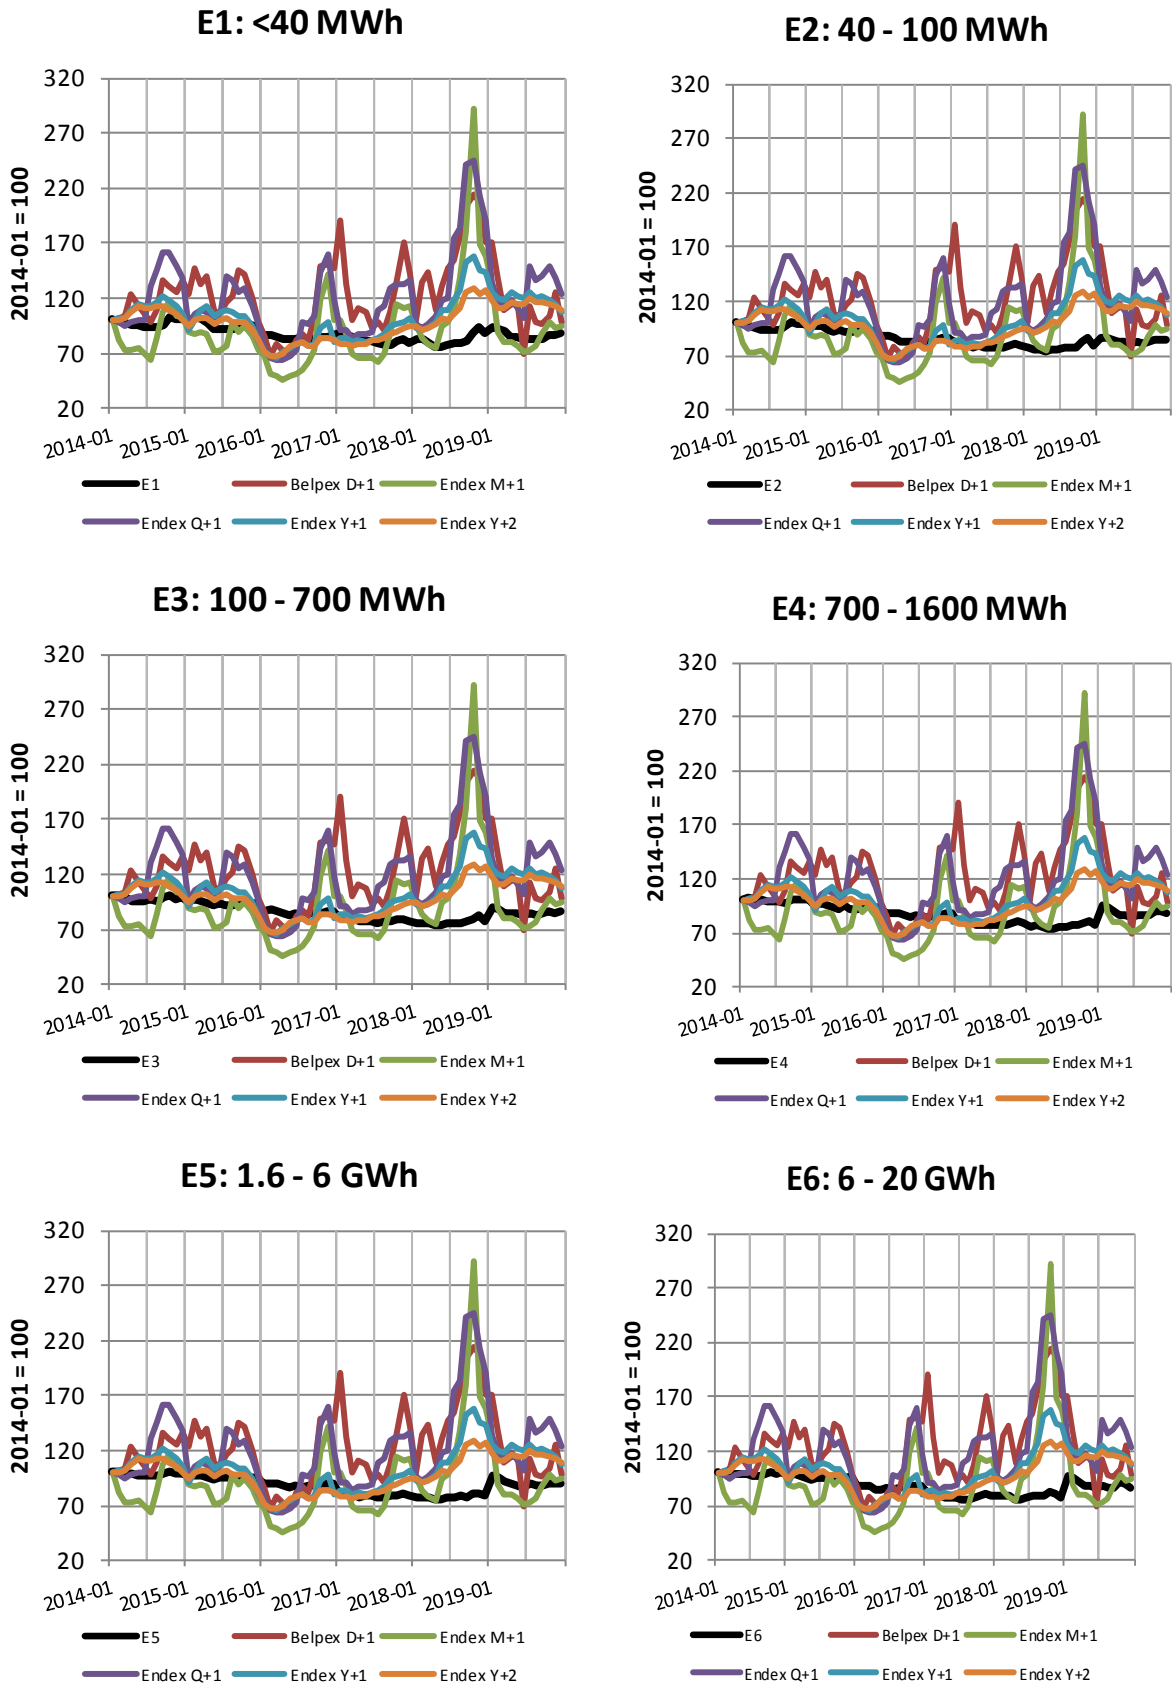 E1: <40 MWh
320
270
220
170
120
70
20
2014-01 = 100
2014-01 2015-01 2016-01 2017-01 2018-01 2019-01
E1 Belpex D+1 Endex M+1
Endex Q+1 Endex Y+1 Endex Y+2
E2: 40 - 100 MWh
320
270
220
170
120
70
20
2014-01 = 100
2014-01 2015-01 2016-01 2017-01 2018-01 2019-01
E2 Belpex D+1 Endex M+1
Endex Q+1 Endex Y+1 Endex Y+2
E3: 100 - 700 MWh
320
270
220
170
120
70
20
2014-01 = 100
2014-01 2015-01 2016-01 2017-01 2018-01 2019-01
E3 Belpex D+1 Endex M+1
Endex Q+1 Endex Y+1 Endex Y+2
E4: 700 - 1600 MWh
320
270
220
170
120
70
20
2014-01 = 100
2014-01 2015-01 2016-01 2017-01 2018-01 2019-01
E4 Belpex D+1 Endex M+1
Endex Q+1 Endex Y+1 Endex Y+2
E5: 1.6 - 6 GWh
320
270
220
170
120
70
20
2014-01 = 100
2014-01 2015-01 2016-01 2017-01 2018-01 2019-01
E5 Belpex D+1 Endex M+1
Endex Q+1 Endex Y+1 Endex Y+2
E6: 6 - 20 GWh
320
270
220
170
120
70
20
2014-01 = 100
2014-01 2015-01 2016-01 2017-01 2018-01 2019-01
E6 Belpex D+1 Endex M+1
Endex Q+1 Endex Y+1 Endex Y+2